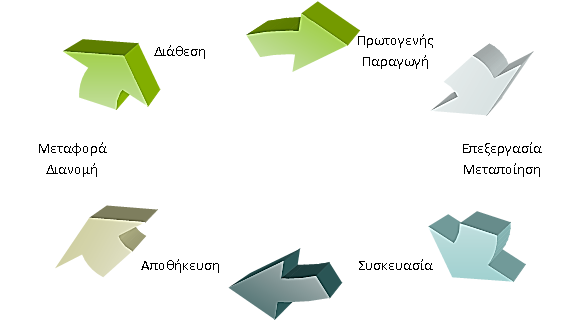 Διάθεση
Πρωτογενής
Παραγωγή
Μεταφορά
Διανομή
Επεξεργασία
Μεταποίηση
Αποθήκευση
Συσκευασία